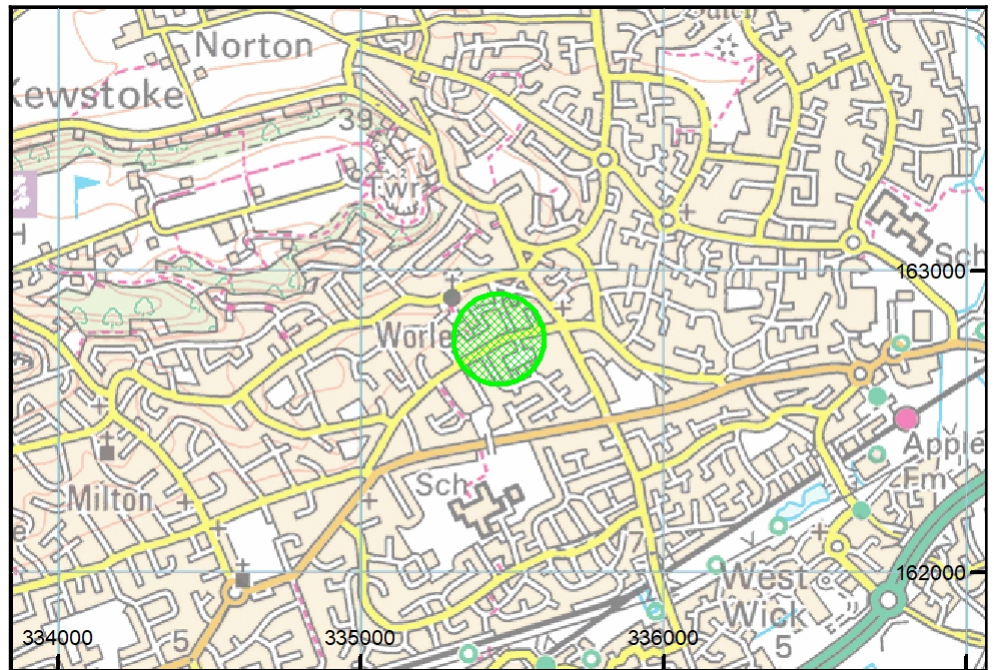 Norton
Kewstoke
39
Twr
163000
Sch
Worle
Apple
Fm
Milton
Sch
7
West
Wick
162000
334000
335000
336000
5
5